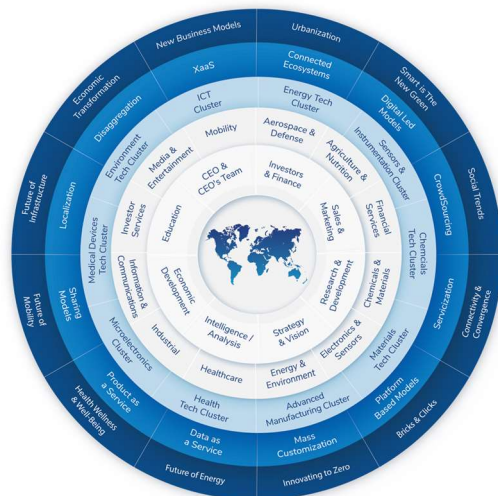 Urbanization
Smart is The
New Green
Social Trends
Connectivity &
Convergence
Bricks & Clicks
Innovating to Zero
Future of Energy
Health Wellness
& Well-Being
Future of
Mobility
Future of
Infrastructure
Economic
Transformation
New Business Models
Connected
Ecosystems
Digital Led
Models
CrowdSourcing
Servicization
Platform
Based Models
Mass
Customization
Data as
a Service
Product as
a Service
Sharing
Models
Localization
Disaggregation
XaaS
Energy Tech
Cluster
Sensors &
Instrumentation Cluster
Chemcials
Tech Cluster
Materials
Tech Cluster
Advanced
Manufacturing Cluster
Health
Tech Cluster
Microelectronics
Cluster
Medical Devices
Tech Cluster
Environment
Tech Cluster
ICT
Cluster
Aerospace &
Defense
Agriculture &
Nutrition
Financial
Services
Chemicals &
Materials
Electronics &
Sensors
Energy &
Environment
Healthcare
Industrial
Information &
Communications
Investor
Services
Media &
Entertainment
Mobility
Investors
& Finance
Sales &
Marketing
Research &
Development
Strategy
& Vision
Intelligence /
Analysis
Economic
Development
Education
CEO &
CEO's Team